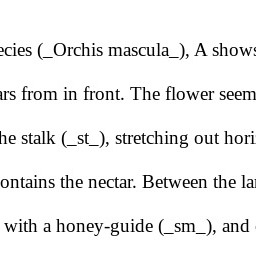 ecies (_Orchis mascula_), A shows
ars from in front. The flower seem
he stalk (_st_), stretching out hori
ontains the nectar. Between the la
with a honey-guide (_sm_), and